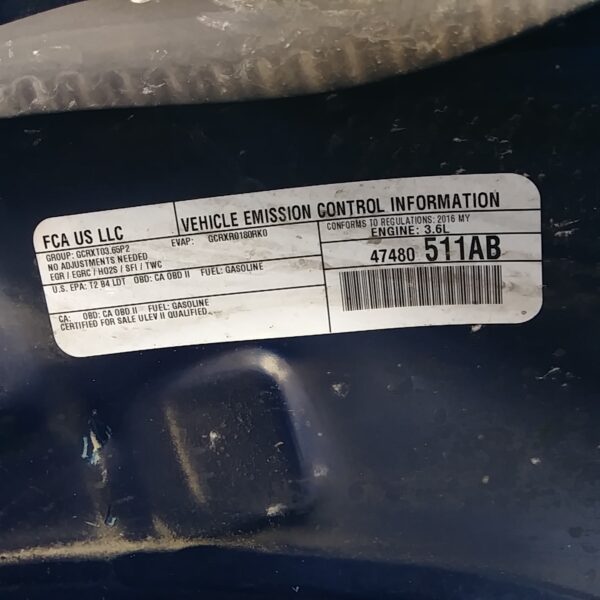 FCA US LLC
VEHICLE EMISSION CONTROL INFORMATION
GROUP: GCRXT03.65P2
EVAP: GCRXR0180RK0
NO ADJUSTMENTS NEEDED
EGR / EGRC / HO2S / SFI / TWC
U.S. EPA: T2 B4 LDT OBD: CA OBD II FUEL: GASOLINE
CA: OBD: CA OBD II FUEL: GASOLINE
CERTIFIED FOR SALE ULEV II QUALIFIED.
CONFORMS TO REGULATIONS: 2016 MY
ENGINE: 3.6L
47480 511AB